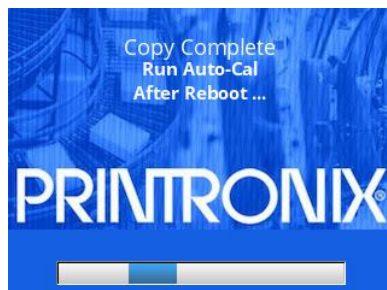 Copy Complete
Run Auto-Cal
After Reboot ...
PRINTRONIX®